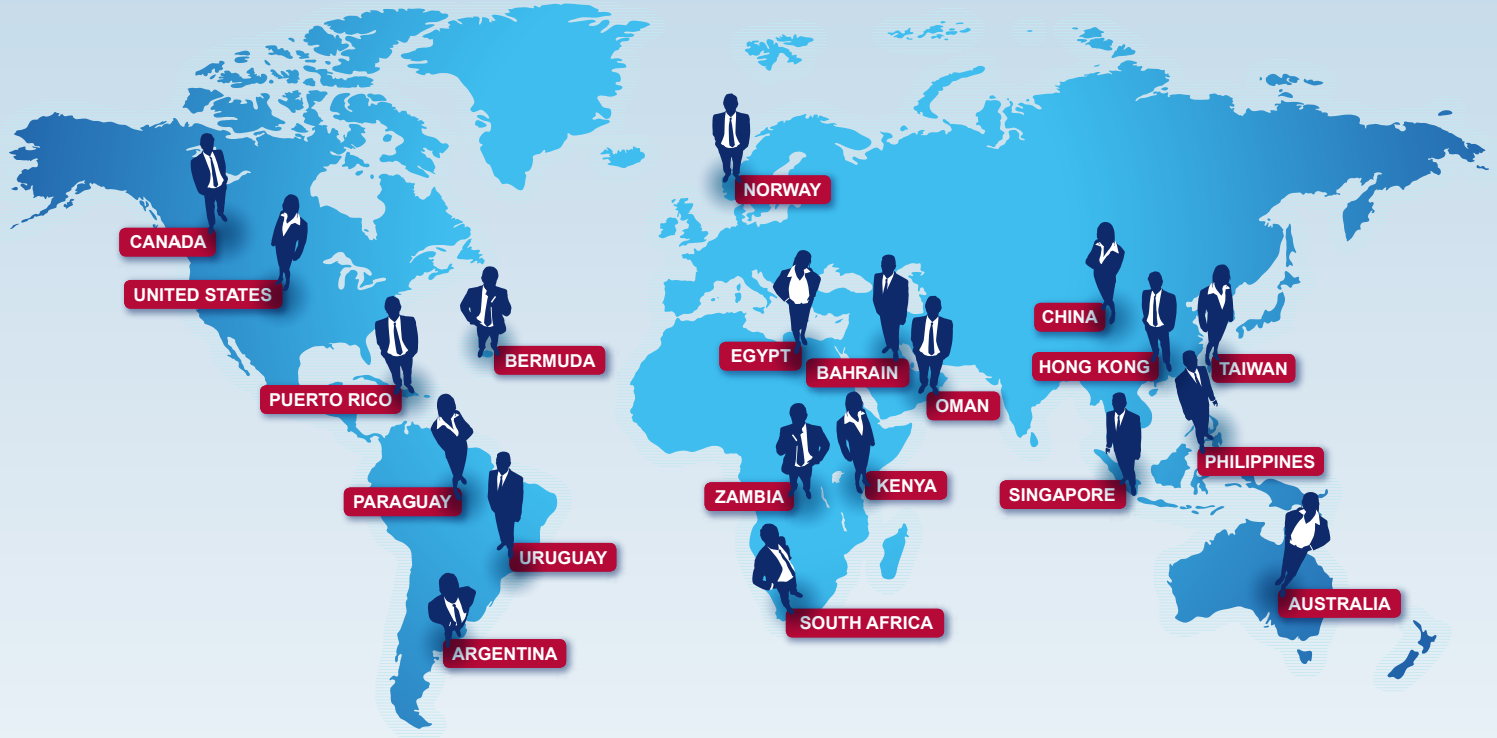 NORWAY
CANADA
UNITED STATES
BERMUDA
PUERTO RICO
EGYPT
BAHRAIN
OMAN
CHINA
HONG KONG
TAIWAN
PARAGUAY
URUGUAY
ARGENTINA
ZAMBIA
KENYA
SOUTH AFRICA
PHILIPPINES
SINGAPORE
AUSTRALIA